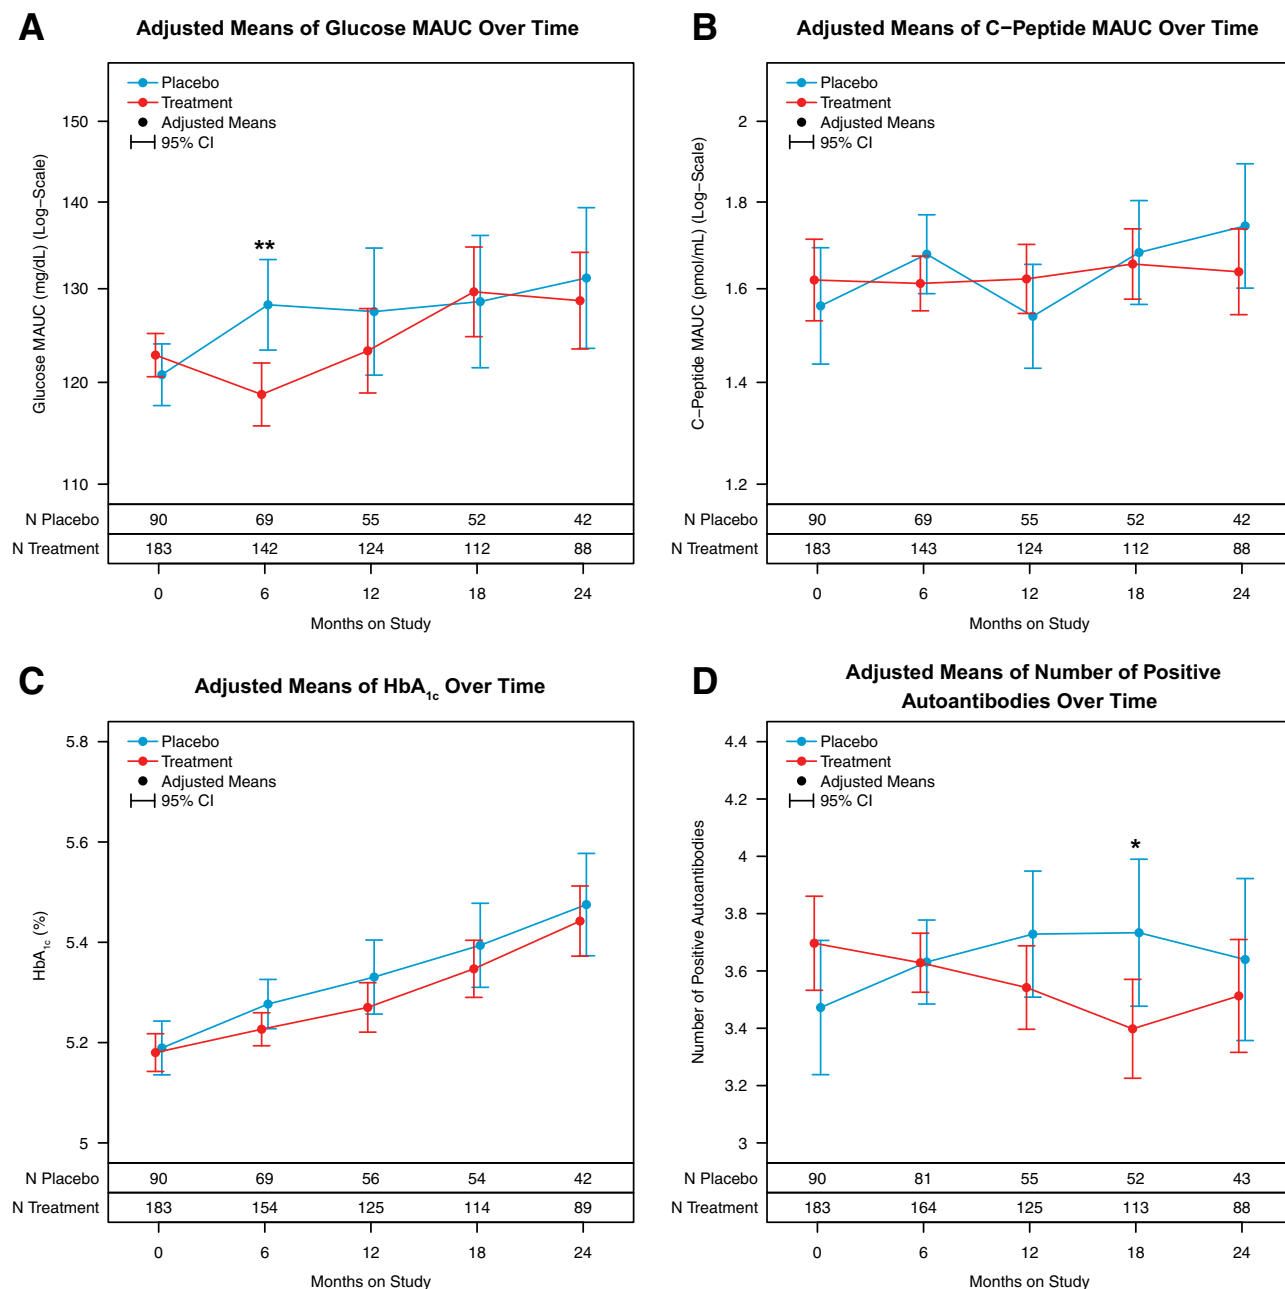 A
Adjusted Means of Glucose MAUC Over Time
Placebo
Treatment
Adjusted Means
95% CI
Glucose MAUC (mg/dL) (Log−Scale)
150
140
130
120
110
**
N Placebo 90 69 55 52 42
N Treatment 183 142 124 112 88
0 6 12 18 24
Months on Study
B
Adjusted Means of C−Peptide MAUC Over Time
Placebo
Treatment
Adjusted Means
95% CI
C−Peptide MAUC (pmol/mL) (Log−Scale)
2
1.8
1.6
1.4
1.2
N Placebo 90 69 55 52 42
N Treatment 183 143 124 112 88
0 6 12 18 24
Months on Study
C
Adjusted Means of HbA1c Over Time
Placebo
Treatment
Adjusted Means
95% CI
HbA1c (%)
5.8
5.6
5.4
5.2
5
N Placebo 90 69 56 54 42
N Treatment 183 154 125 114 89
0 6 12 18 24
Months on Study
D
Adjusted Means of Number of Positive
Autoantibodies Over Time
Placebo
Treatment
Adjusted Means
95% CI
Number of Positive Autoantibodies
4.4
4.2
4
3.8
3.6
3.4
3.2
3
*
N Placebo 90 81 55 52 43
N Treatment 183 164 125 113 88
0 6 12 18 24
Months on Study